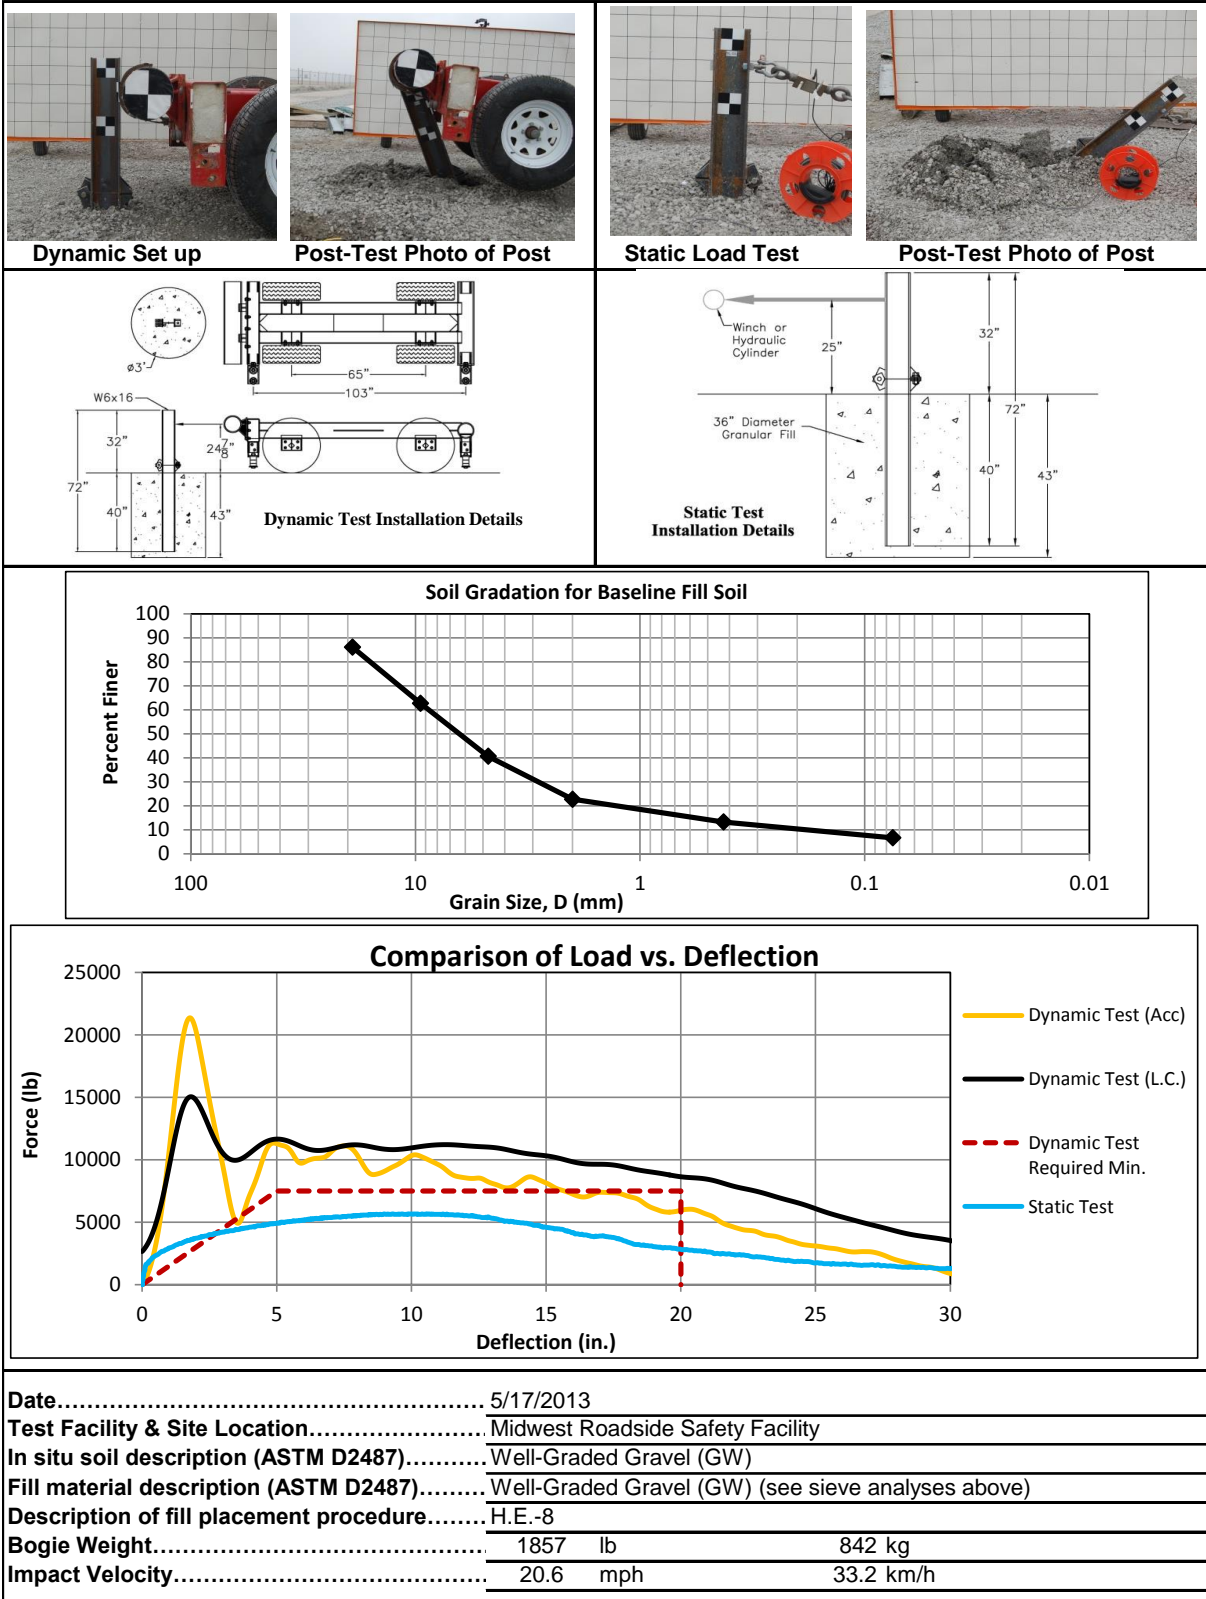 Dynamic Set up
Post-Test Photo of Post
Static Load Test
Post-Test Photo of Post
ø3'
65"
103"
W6x16
32"
24 7/8"
72"
40"
43"
Dynamic Test Installation Details
Winch or
Hydraulic
Cylinder
25"
32"
36" Diameter
Granular Fill
72"
40"
43"
Static Test
Installation Details
Soil Gradation for Baseline Fill Soil
Percent Finer
100
90
80
70
60
50
40
30
20
10
0
100 10 1 0.1 0.01
Grain Size, D (mm)
Comparison of Load vs. Deflection
Force (lb)
25000
20000
15000
10000
5000
0
0 5 10 15 20 25 30
Deflection (in.)
Dynamic Test (Acc)
Dynamic Test (L.C.)
Dynamic Test
Required Min.
Static Test
Date.................................................... 5/17/2013
Test Facility & Site Location...................... Midwest Roadside Safety Facility
In situ soil description (ASTM D2487).......... Well-Graded Gravel (GW)
Fill material description (ASTM D2487)........ Well-Graded Gravel (GW) (see sieve analyses above)
Description of fill placement procedure....... H.E.-8
Bogie Weight......................................... 1857 lb 842 kg
Impact Velocity...................................... 20.6 mph 33.2 km/h